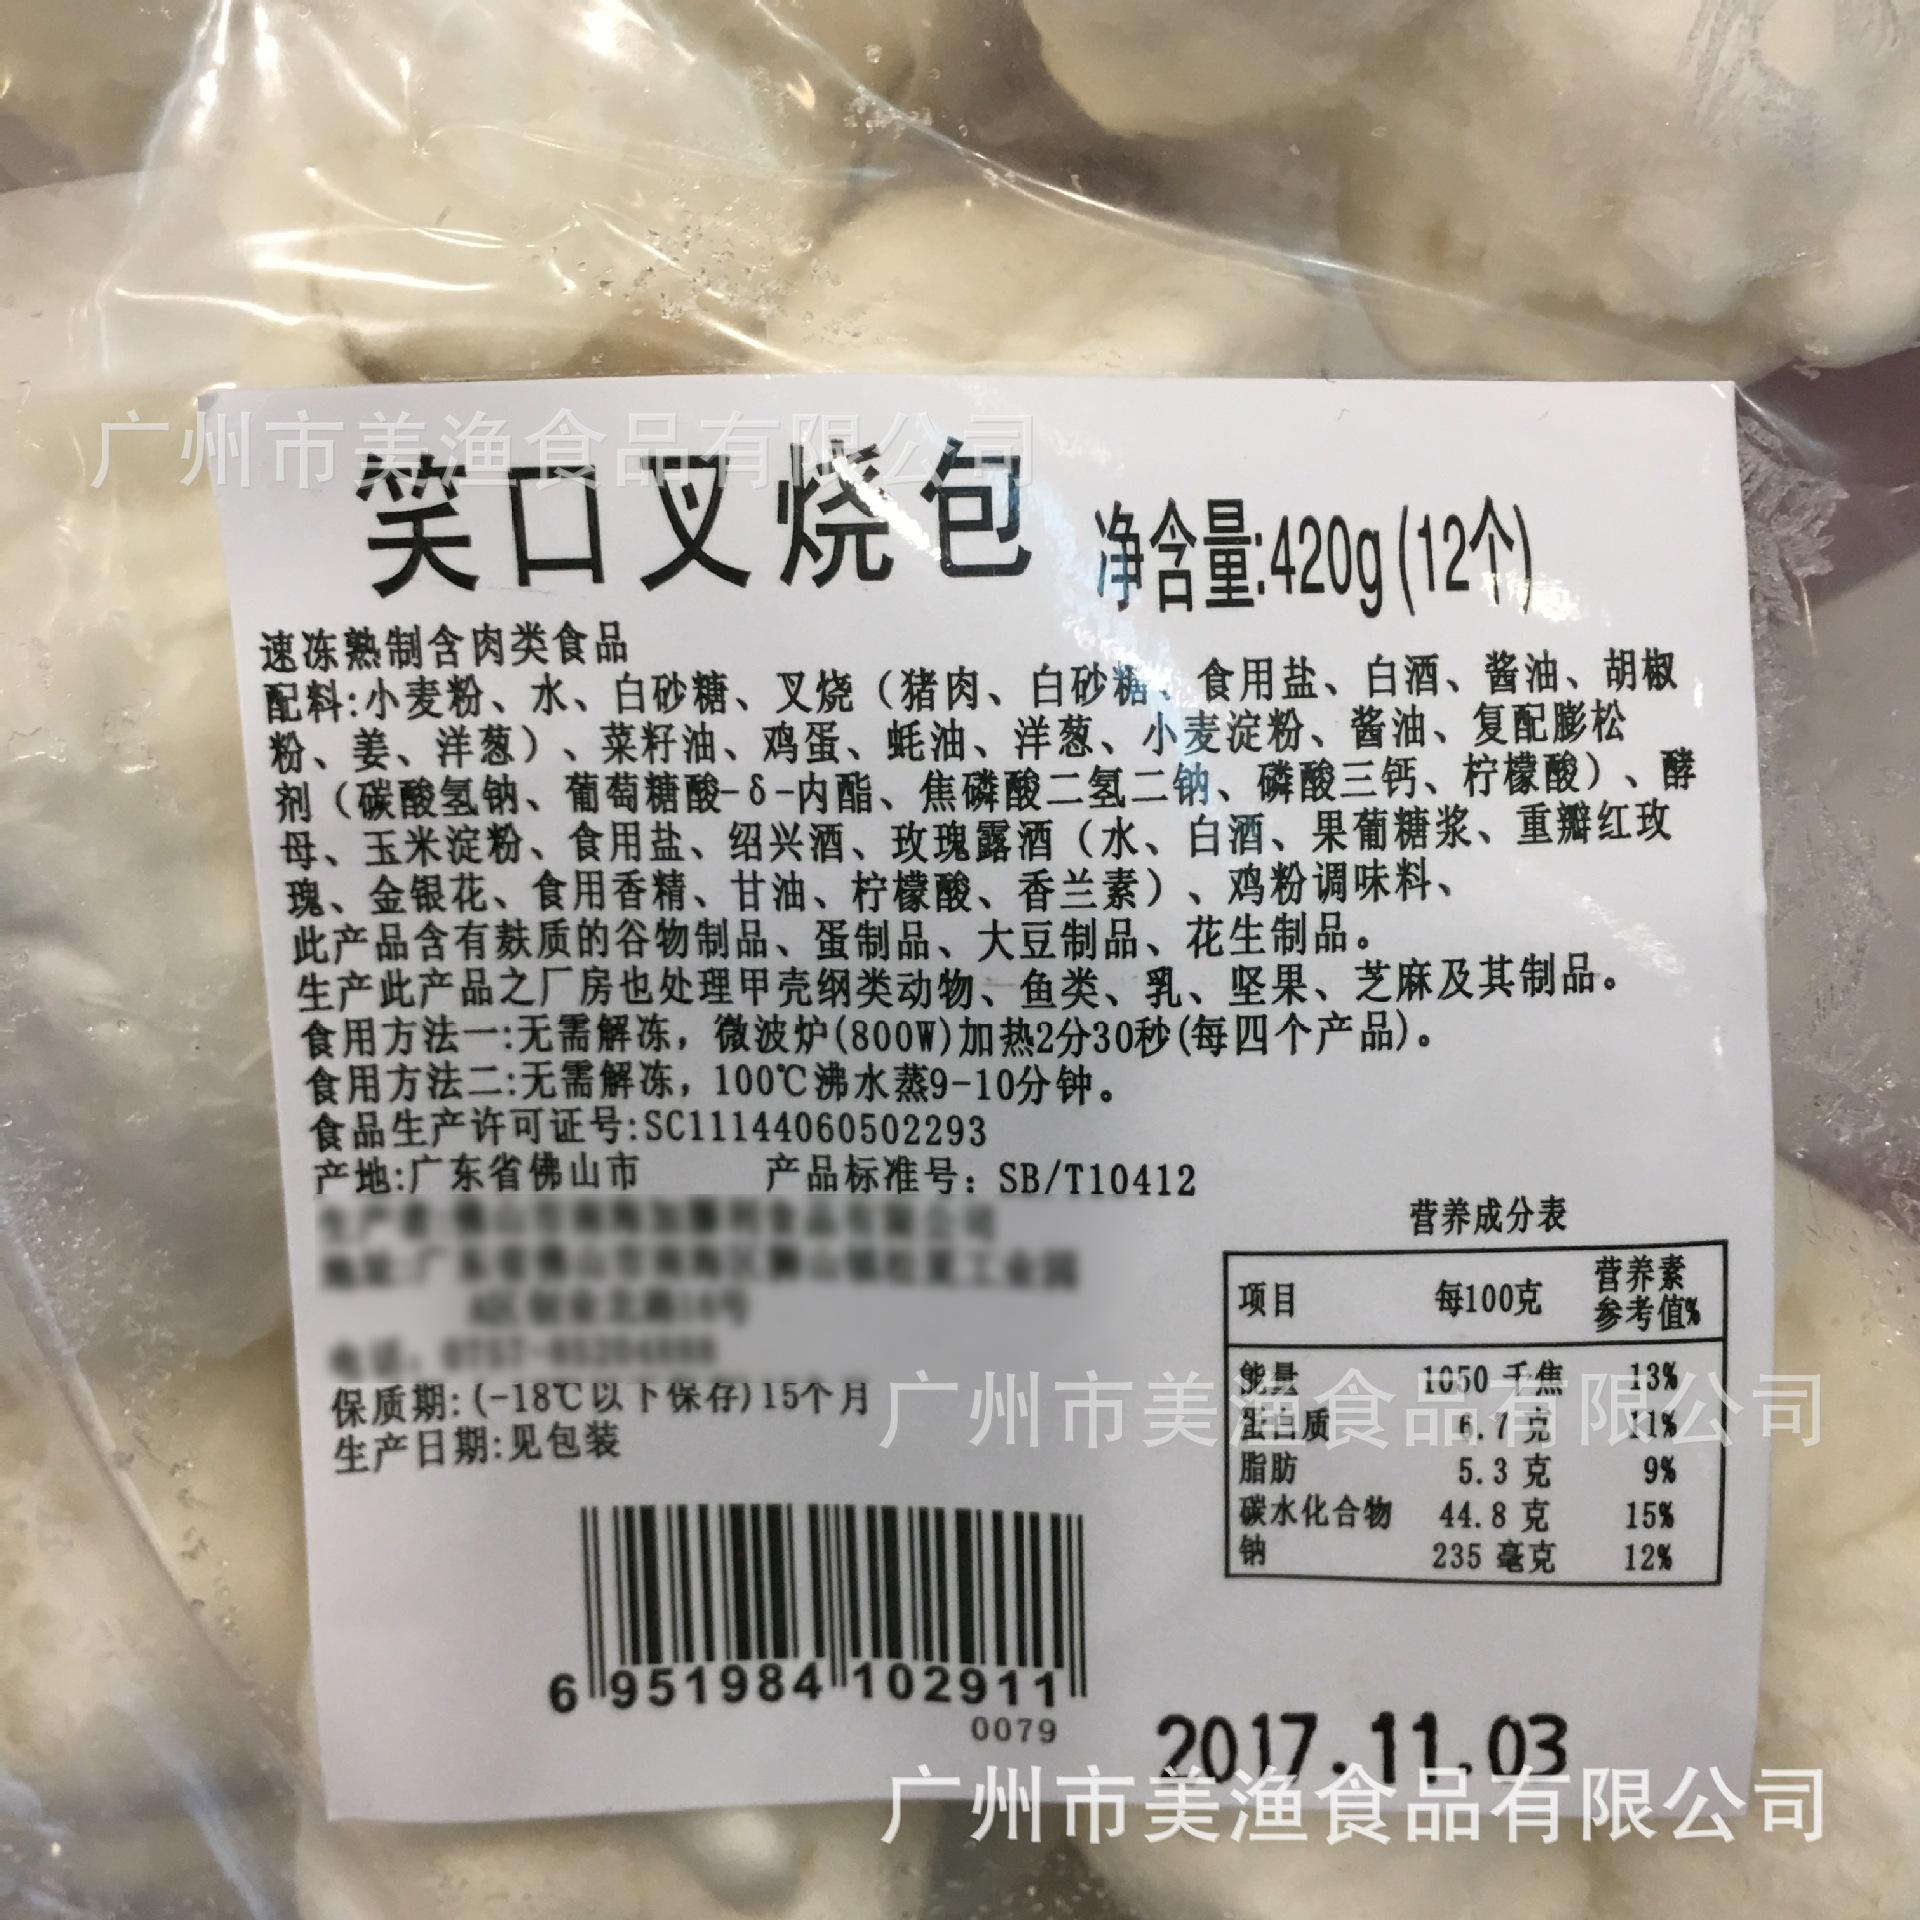 广州市美渔食品有限公司
笑口叉烧包 净含量:420g(12个)
速冻熟制含肉类食品
配料:小麦粉、水、白砂糖、叉烧（猪肉、白砂糖、食用盐、白酒、酱油、胡椒
粉、姜、洋葱）、菜籽油、鸡蛋、蚝油、洋葱、小麦淀粉、酱油、复配膨松
剂（碳酸氢钠、葡萄糖酸-δ-内酯、焦磷酸二氢二钠、磷酸三钙、柠檬酸）、酵
母、玉米淀粉、食用盐、绍兴酒、玫瑰露酒（水、白酒、果葡糖浆、重瓣红玫
瑰、金银花、食用香精、甘油、柠檬酸、香兰素）、鸡粉调味料、
此产品含有麸质的谷物制品、蛋制品、大豆制品、花生制品。
生产此产品之厂房也处理甲壳纲类动物、鱼类、乳、坚果、芝麻及其制品。
食用方法一:无需解冻，微波炉(800W)加热2分30秒(每四个产品)。
食用方法二:无需解冻，100℃沸水蒸9-10分钟。
食品生产许可证号:SC11144060502293
产地:广东省佛山市 产品标准号：SB/T10412
保质期:(-18℃以下保存)15个月
生产日期:见包装
营养成分表
项目 每100克 营养素参考值%
能量 1050 千焦 13%
蛋白质 6.7 克 11%
脂肪 5.3 克 9%
碳水化合物 44.8 克 15%
钠 235 毫克 12%
广州市美渔食品有限公司
6 951984 102911
0079
2017.11.03
广州市美渔食品有限公司